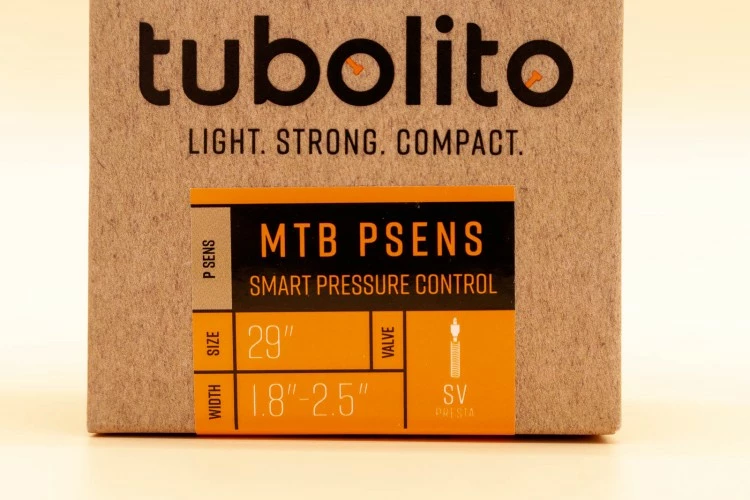 tubolito
LIGHT. STRONG. COMPACT.
P SENS
MTB PSENS
SMART PRESSURE CONTROL
SIZE
29"
VALVE
SV
PRESTA
WIDTH
1.8"-2.5"